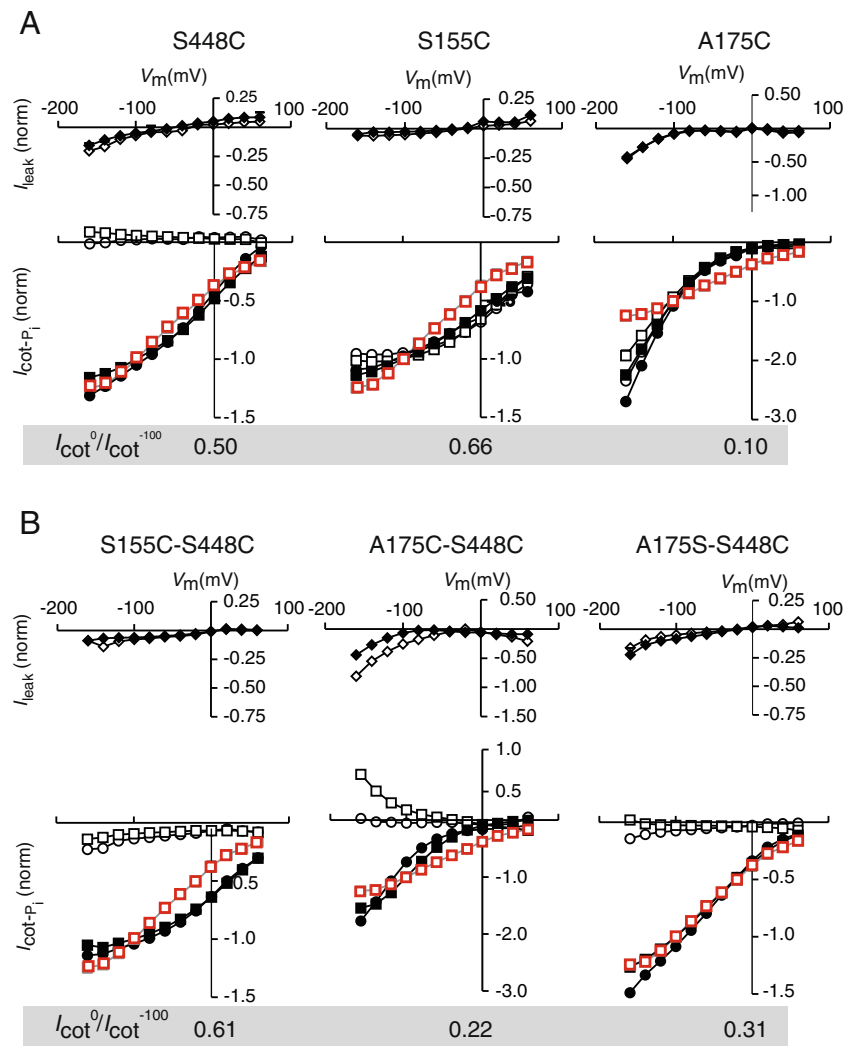 A
S448C S155C A175C
Vm(mV) Vm(mV) Vm(mV)
-200 0.25 100 -200 0.25 100 -200 0.50 100
-100 -100 -100
Ileak (norm)
-0.25 -0.25 -0.50
-0.50 -0.50 -1.00
-0.75 -0.75
Icot-Pi (norm)
-0.5 -0.5 -1.0
-1.0 -1.0 -2.0
-1.5 -1.5 -3.0
Icot⁰/Icot⁻¹⁰⁰ 0.50 0.66 0.10
B
S155C-S448C A175C-S448C A175S-S448C
Vm(mV) Vm(mV) Vm(mV)
-200 -100 0.25 100 -200 -100 0.50 100 -200 -100 0.25 100
Ileak (norm)
-0.25 -0.50 -0.25
-0.50 -1.00 -0.50
-0.75 -1.50 -0.75
1.0
0.5
Icot-Pi (norm)
-0.5 -1.0 -0.5
-1.0 -2.0 -1.0
-1.5 -3.0 -1.5
Icot⁰/Icot⁻¹⁰⁰ 0.61 0.22 0.31